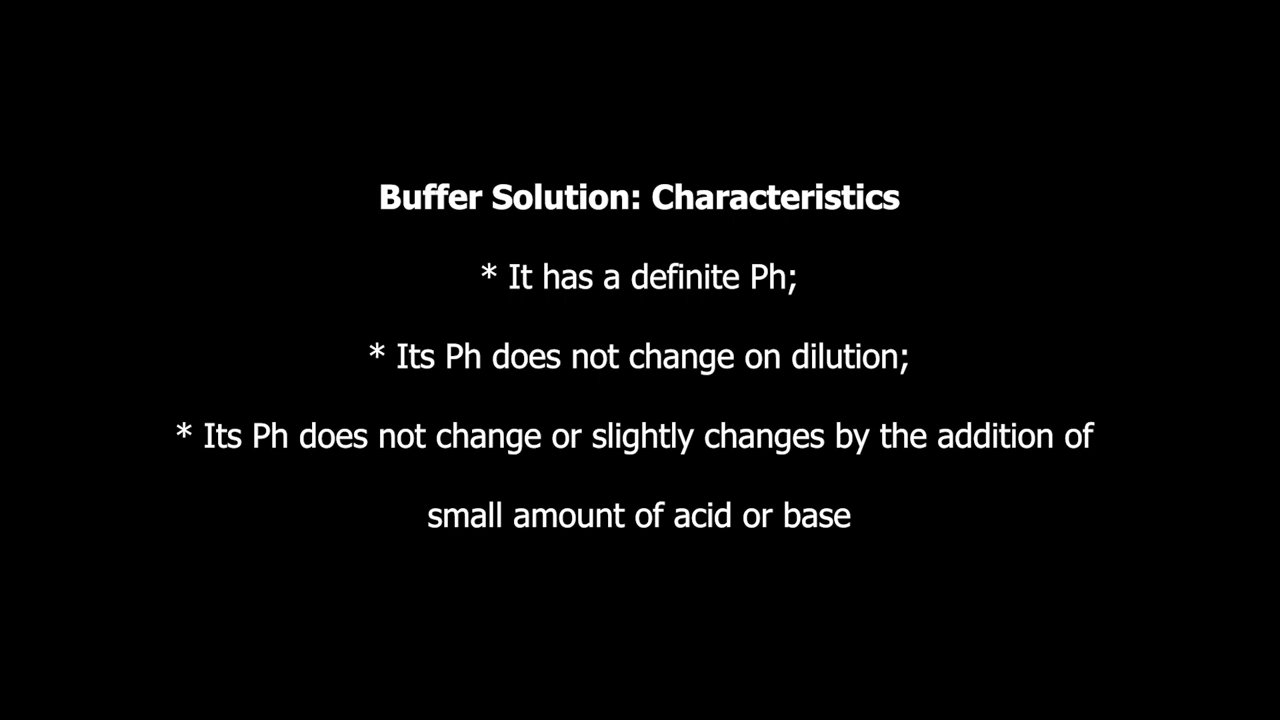 Buffer Solution: Characteristics
* It has a definite Ph;
* Its Ph does not change on dilution;
* Its Ph does not change or slightly changes by the addition of
small amount of acid or base